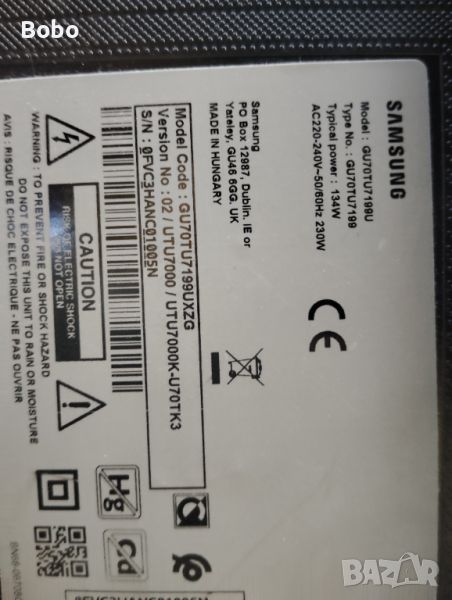 Bobo
SAMSUNG
Model : GU70TU7199U
Type No. : GU70TU7199
Typical power : 134W
AC220-240V~50/60Hz 230W
Samsung
PO Box 12987, Dublin. IE or
Yateley, GU46 6GG. UK
MADE IN HUNGARY
Model Code : GU70TU7199UXZG
Version No : 02 / UTU7000 / UTU7000K-U70TK3
S/N : 0FVC3HANC01005N
CAUTION
RISK OF ELECTRIC SHOCK
DO NOT OPEN
WARNING : TO PREVENT FIRE OR SHOCK HAZARD
DO NOT EXPOSE THIS UNIT TO RAIN OR MOISTURE
AVIS : RISQUE DE CHOC ELECTRIQUE - NE PAS OUVRIR
Hg
Cd
BAZAR